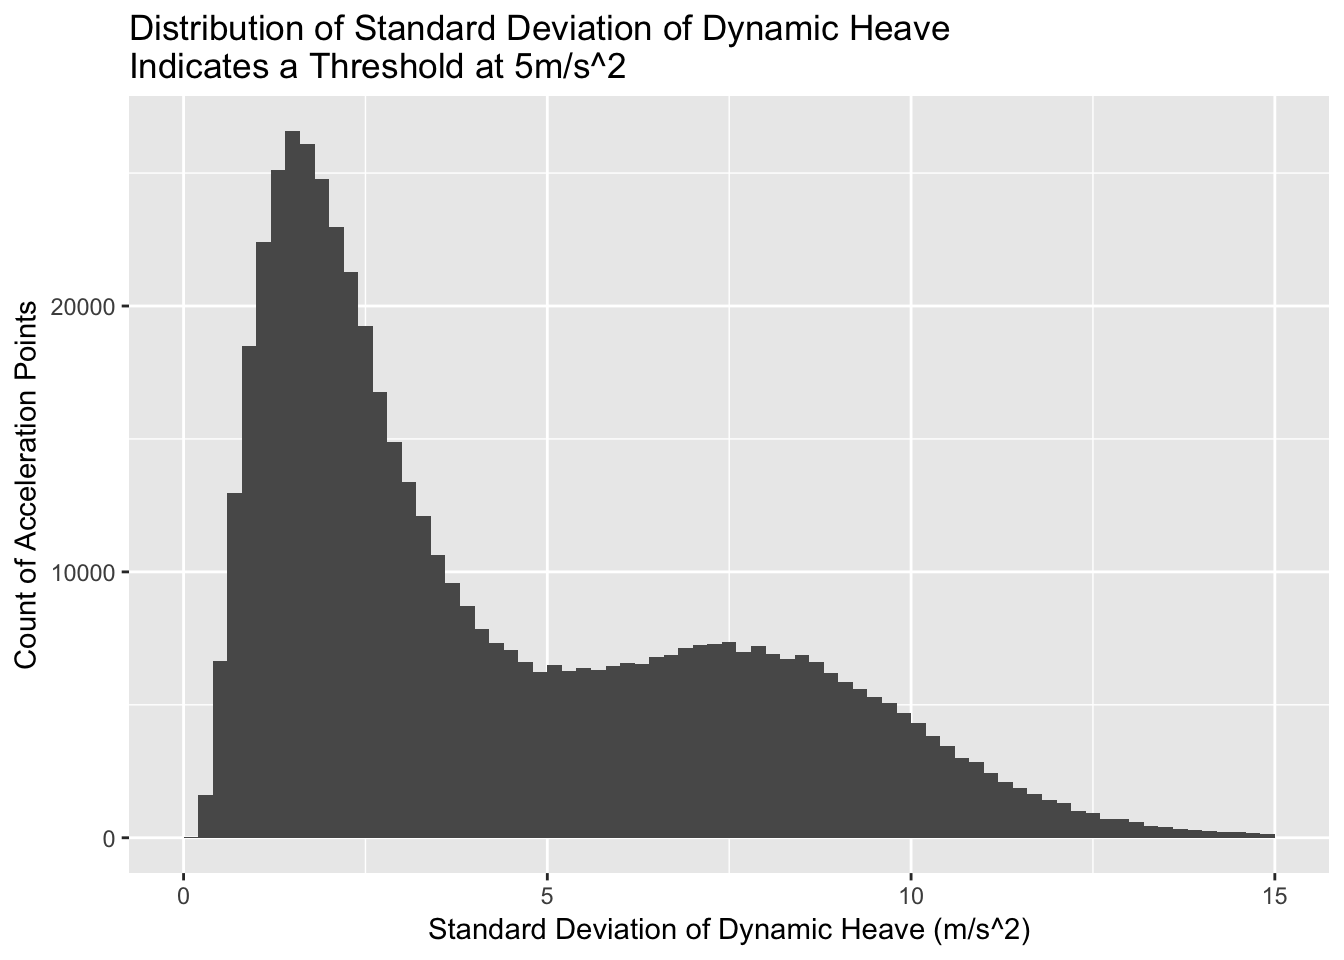 Distribution of Standard Deviation of Dynamic Heave
Indicates a Threshold at 5m/s^2
Count of Acceleration Points
20000
10000
0
0
5
10
15
Standard Deviation of Dynamic Heave (m/s^2)